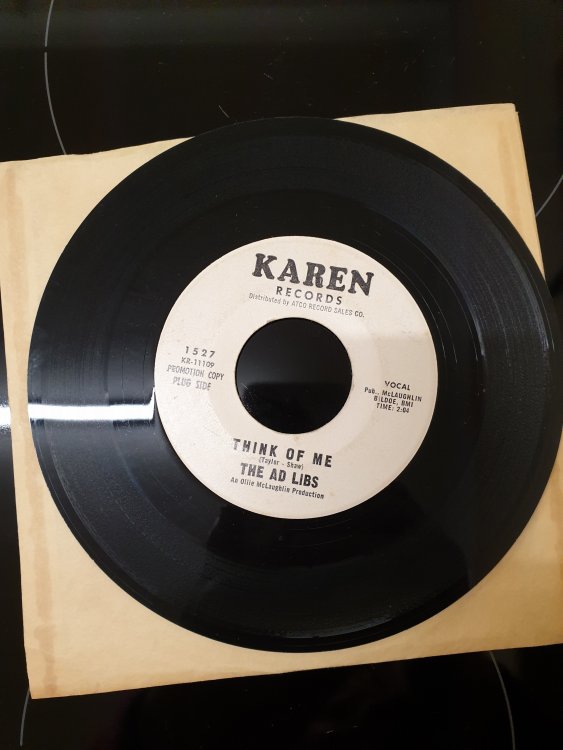 KAREN
RECORDS
Distributed by ATCO RECORD SALES CO.
1527
KR-11109
PROMOTION COPY
PLUG SIDE
VOCAL
Pub., McLAUGHLIN
BILDOE, BMI
TIME: 2:04
THINK OF ME
(Taylor - Shaw)
THE AD LIBS
An Ollie McLaughlin Production